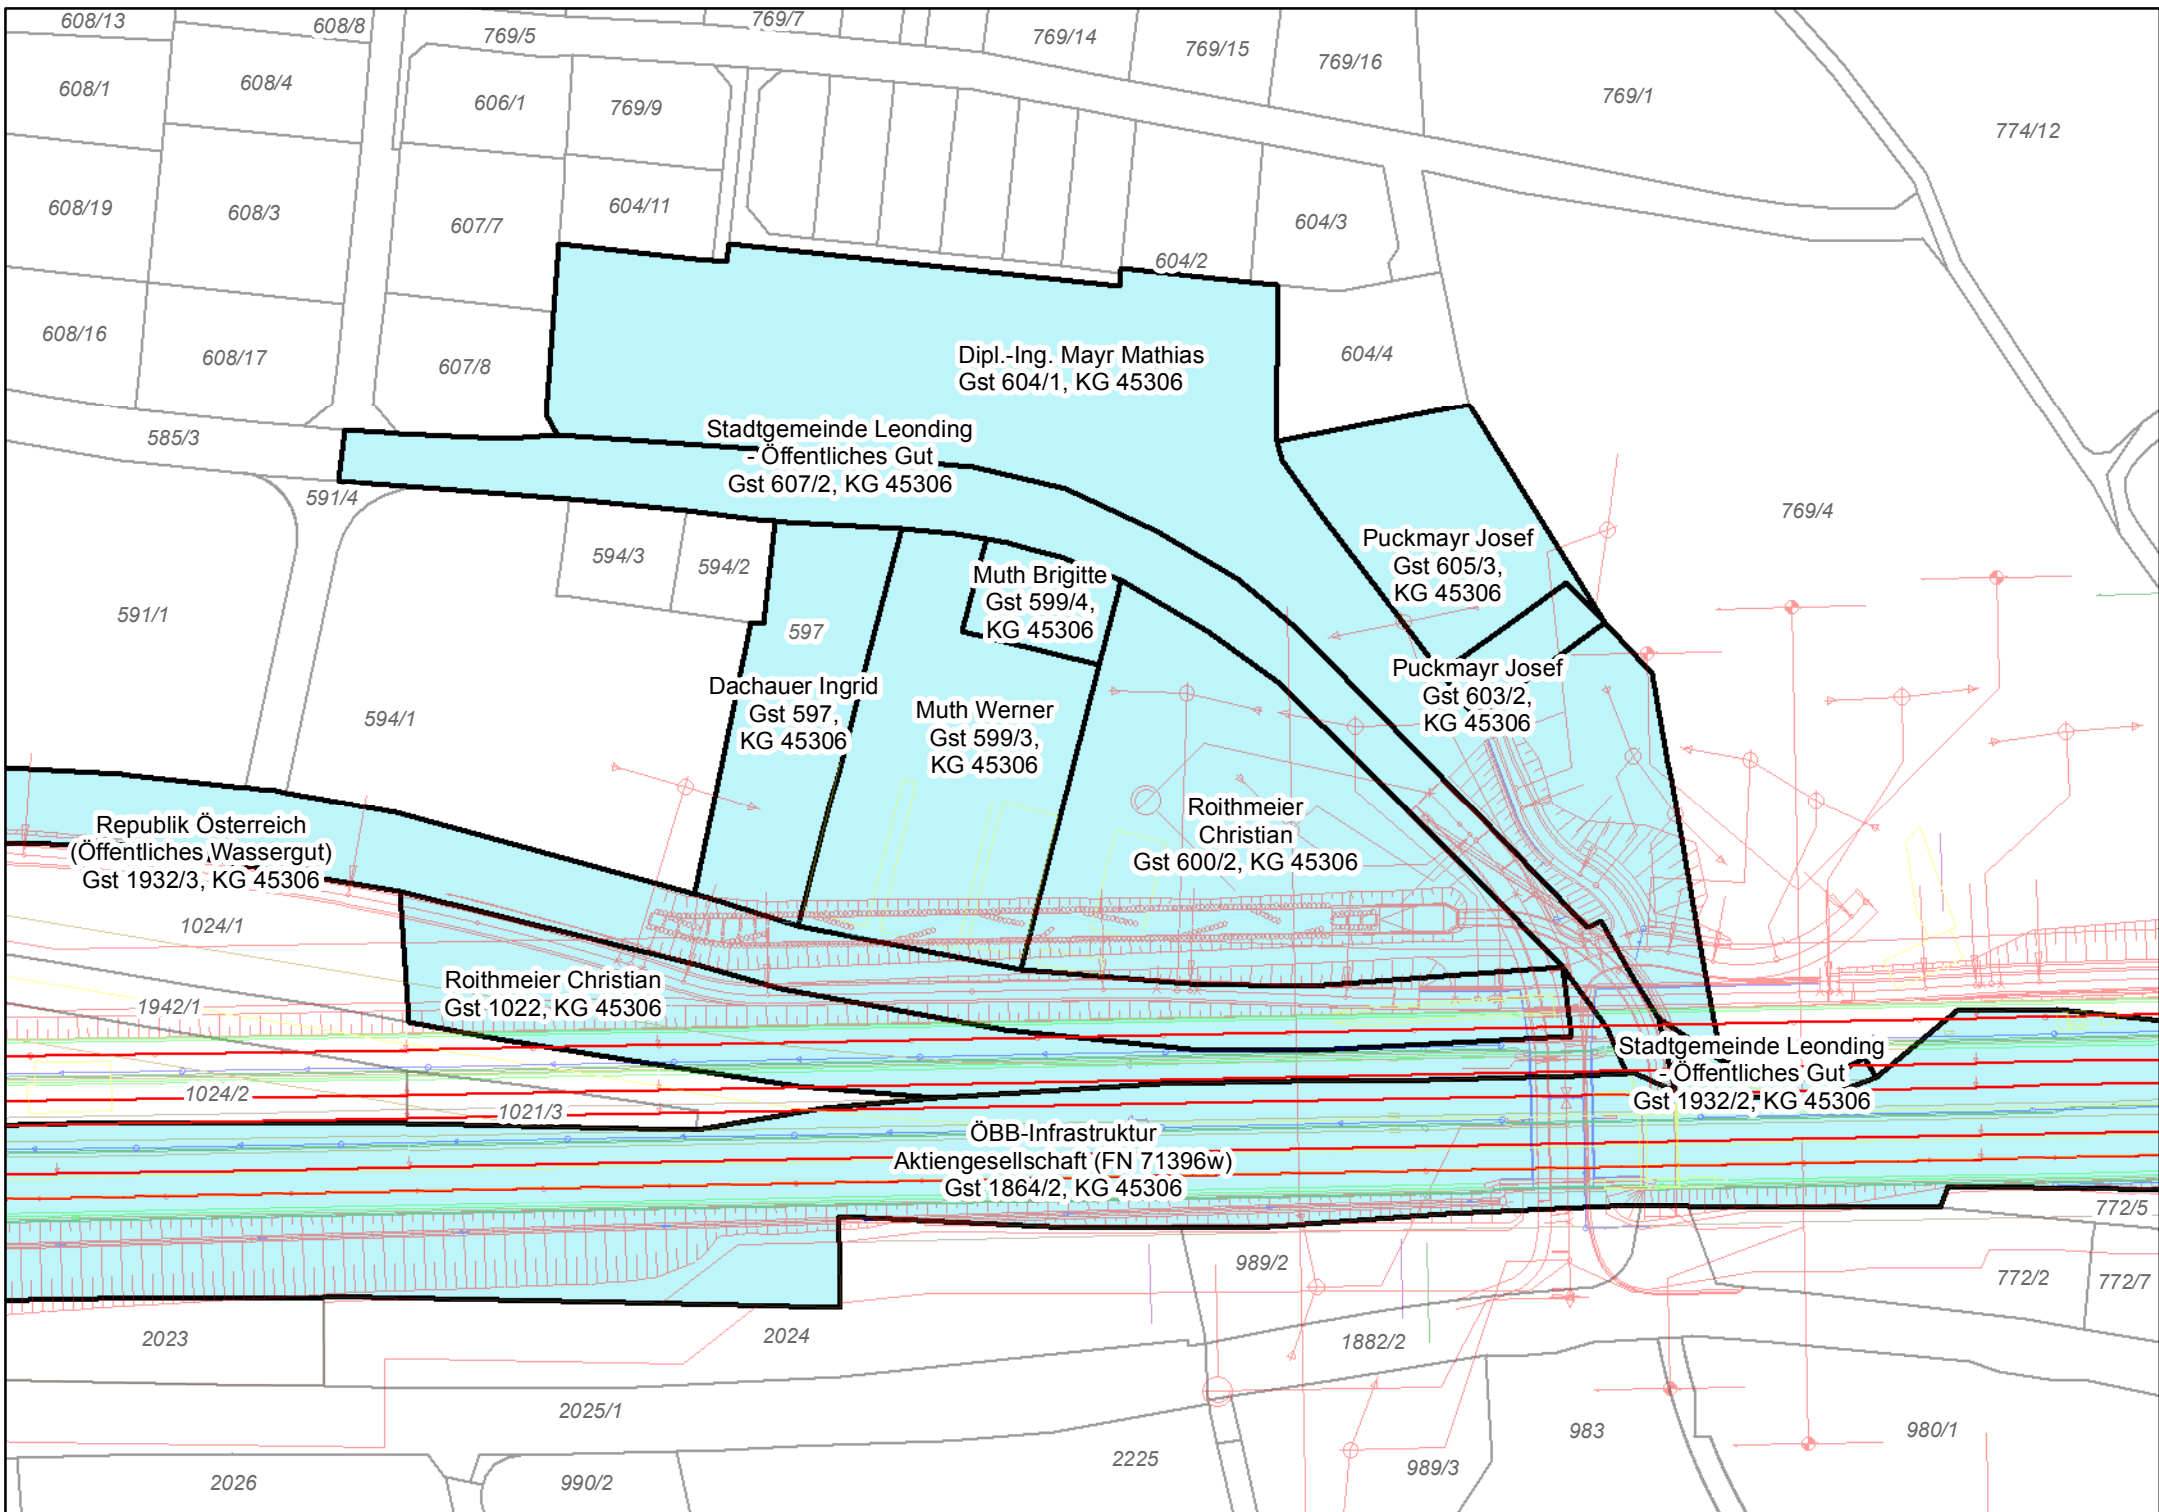 608/13
608/8
769/5
769/7
769/14
769/15
769/16
769/1
774/12
608/1
608/4
606/1
769/9
608/19
608/3
607/7
604/11
604/2
604/3
608/16
608/17
607/8
604/4
Dipl.-Ing. Mayr Mathias
Gst 604/1, KG 45306
585/3
Stadtgemeinde Leonding
- Öffentliches Gut
Gst 607/2, KG 45306
591/4
769/4
594/3
594/2
Puckmayr Josef
Gst 605/3,
KG 45306
Muth Brigitte
Gst 599/4,
KG 45306
591/1
597
594/1
Dachauer Ingrid
Gst 597,
KG 45306
Muth Werner
Gst 599/3,
KG 45306
Puckmayr Josef
Gst 603/2,
KG 45306
Republik Österreich
(Öffentliches Wassergut)
Gst 1932/3, KG 45306
Roithmeier
Christian
Gst 600/2, KG 45306
1024/1
Roithmeier Christian
Gst 1022, KG 45306
1942/1
Stadtgemeinde Leonding
- Öffentliches Gut
Gst 1932/2, KG 45306
1024/2
1021/3
ÖBB-Infrastruktur
Aktiengesellschaft (FN 71396w)
Gst 1864/2, KG 45306
772/5
989/2
772/2
772/7
2023
2024
1882/2
2025/1
983
980/1
2026
990/2
2225
989/3